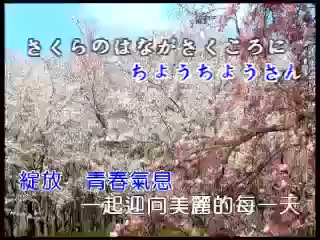 さくらのはながさくころに
ちょうちょうさん
綻放 青春氣息
一起迎向美麗的每一天